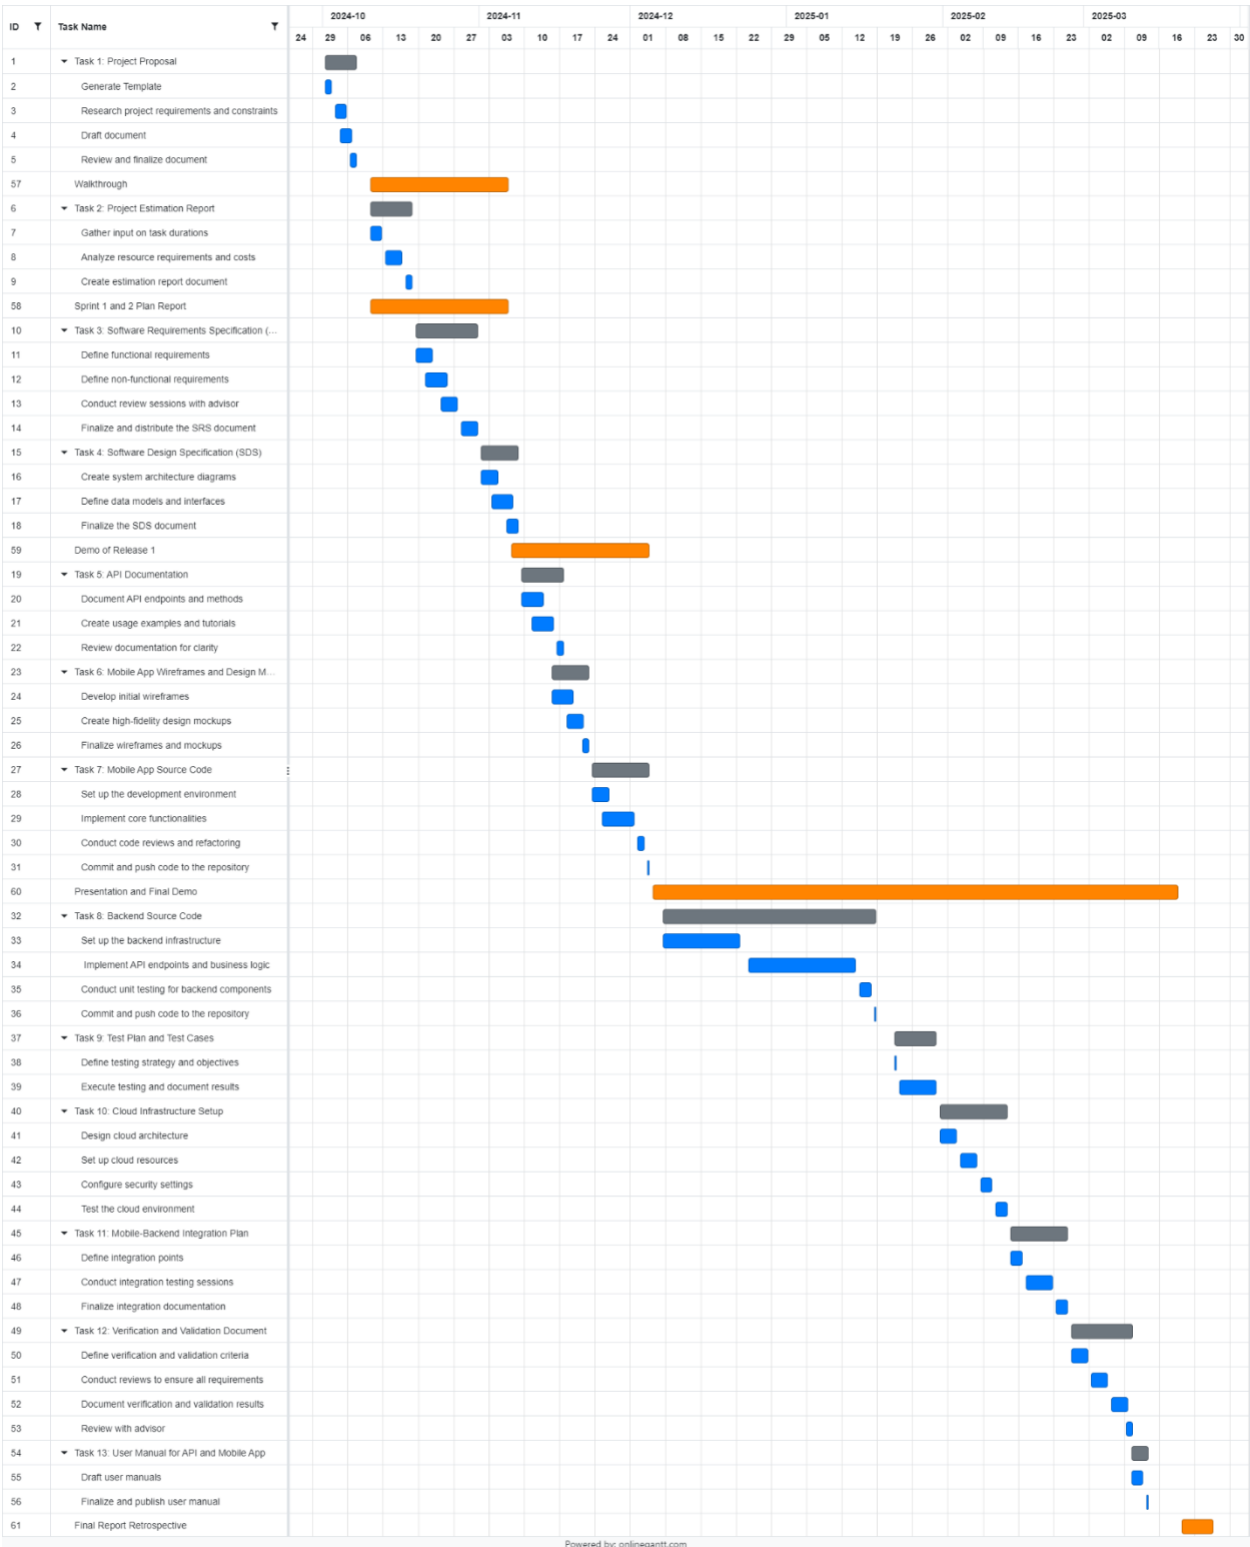 ID Task Name 2024-10 2024-11 2024-12 2025-01 2025-02 2025-03
24 29 06 13 20 27 03 10 17 24 01 08 15 22 29 05 12 19 26 02 09 16 23 02 09 16 23 30
1 Task 1: Project Proposal
2 Generate Template
3 Research project requirements and constraints
4 Draft document
5 Review and finalize document
57 Walkthrough
6 Task 2: Project Estimation Report
7 Gather input on task durations
8 Analyze resource requirements and costs
9 Create estimation report document
58 Sprint 1 and 2 Plan Report
10 Task 3: Software Requirements Specification (...
11 Define functional requirements
12 Define non-functional requirements
13 Conduct review sessions with advisor
14 Finalize and distribute the SRS document
15 Task 4: Software Design Specification (SDS)
16 Create system architecture diagrams
17 Define data models and interfaces
18 Finalize the SDS document
59 Demo of Release 1
19 Task 5: API Documentation
20 Document API endpoints and methods
21 Create usage examples and tutorials
22 Review documentation for clarity
23 Task 6: Mobile App Wireframes and Design M...
24 Develop initial wireframes
25 Create high-fidelity design mockups
26 Finalize wireframes and mockups
27 Task 7: Mobile App Source Code
28 Set up the development environment
29 Implement core functionalities
30 Conduct code reviews and refactoring
31 Commit and push code to the repository
60 Presentation and Final Demo
32 Task 8: Backend Source Code
33 Set up the backend infrastructure
34 Implement API endpoints and business logic
35 Conduct unit testing for backend components
36 Commit and push code to the repository
37 Task 9: Test Plan and Test Cases
38 Define testing strategy and objectives
39 Execute testing and document results
40 Task 10: Cloud Infrastructure Setup
41 Design cloud architecture
42 Set up cloud resources
43 Configure security settings
44 Test the cloud environment
45 Task 11: Mobile-Backend Integration Plan
46 Define integration points
47 Conduct integration testing sessions
48 Finalize integration documentation
49 Task 12: Verification and Validation Document
50 Define verification and validation criteria
51 Conduct reviews to ensure all requirements
52 Document verification and validation results
53 Review with advisor
54 Task 13: User Manual for API and Mobile App
55 Draft user manuals
56 Finalize and publish user manual
61 Final Report Retrospective
Powered by: onlinegantt.com